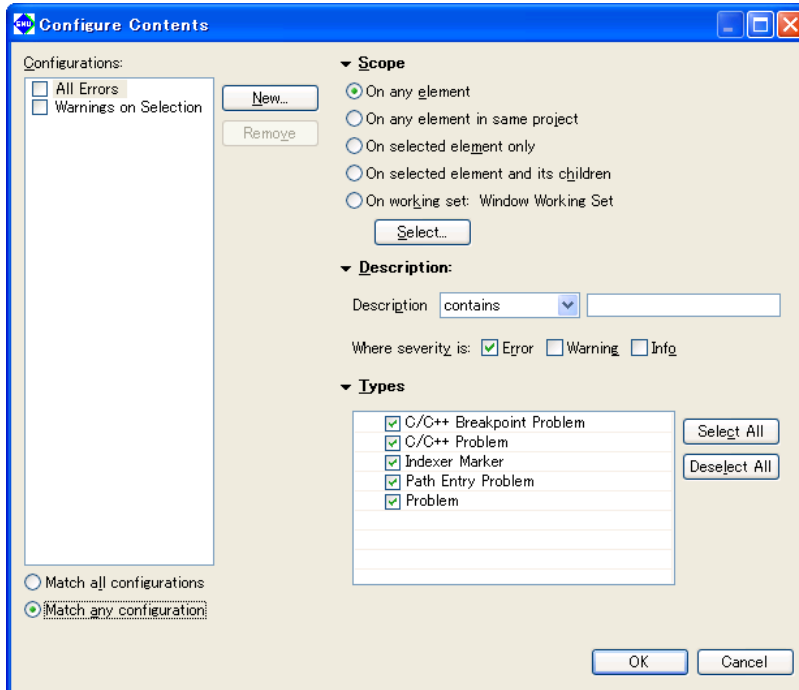 Configure Contents
Configurations:
All Errors
Warnings on Selection
New...
Remove
Match all configurations
Match any configuration
Scope
On any element
On any element in same project
On selected element only
On selected element and its children
On working set: Window Working Set
Select...
Description:
Description contains
Where severity is: Error Warning Info
Types
C/C++ Breakpoint Problem
C/C++ Problem
Indexer Marker
Path Entry Problem
Problem
Select All
Deselect All
OK Cancel